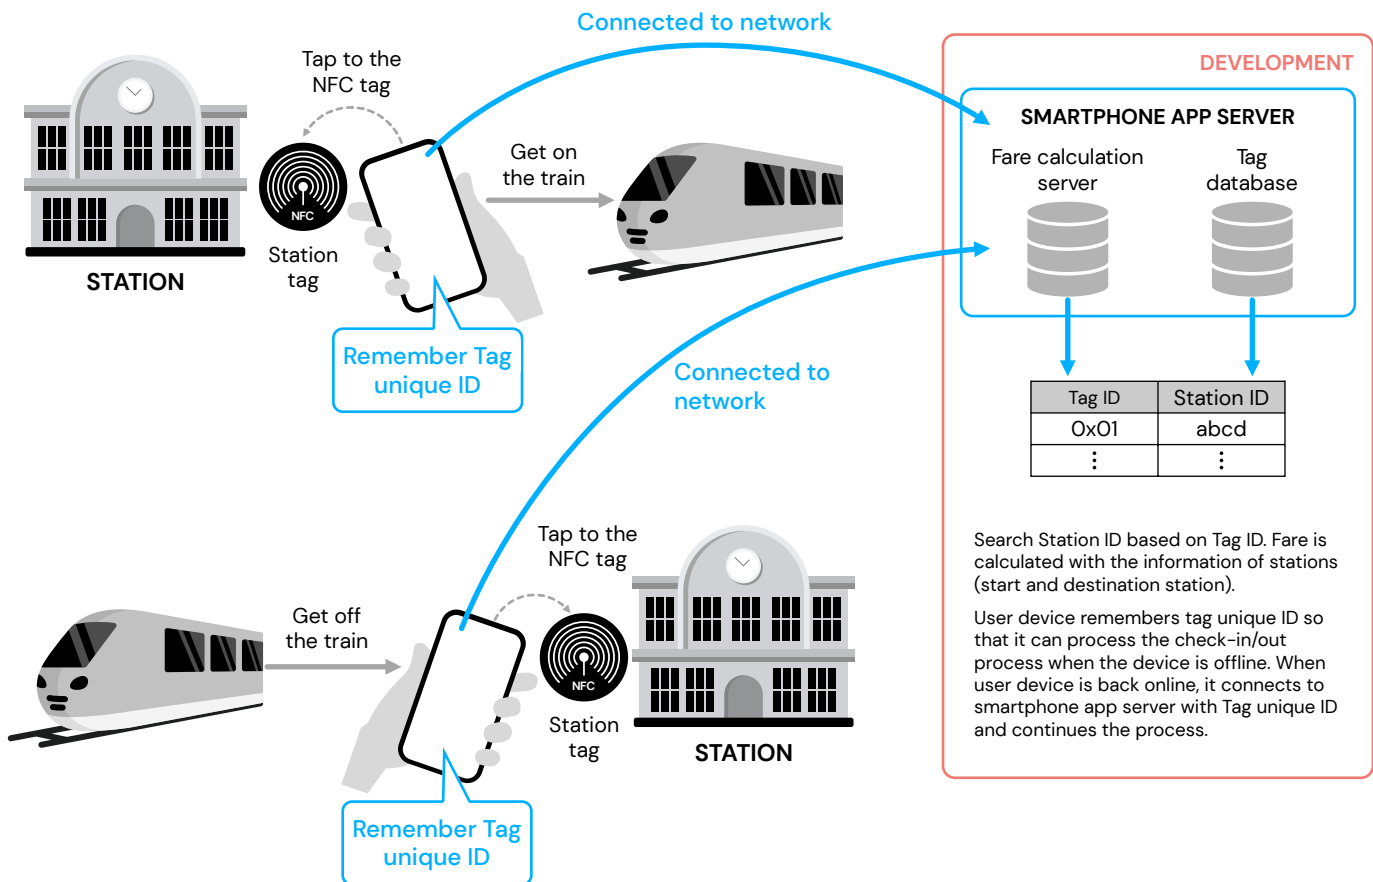 Connected to network
Tap to the
NFC tag
NFC
Station
tag
STATION
Get on
the train
Remember Tag
unique ID
Connected to
network
Get off
the train
Tap to the
NFC tag
NFC
Station
tag
STATION
Remember Tag
unique ID
DEVELOPMENT
SMARTPHONE APP SERVER
Fare calculation
server
Tag
database
Tag ID Station ID
0x01 abcd
⋮ ⋮
Search Station ID based on Tag ID. Fare is
calculated with the information of stations
(start and destination station).
User device remembers tag unique ID so
that it can process the check-in/out
process when the device is offline. When
user device is back online, it connects to
smartphone app server with Tag unique ID
and continues the process.